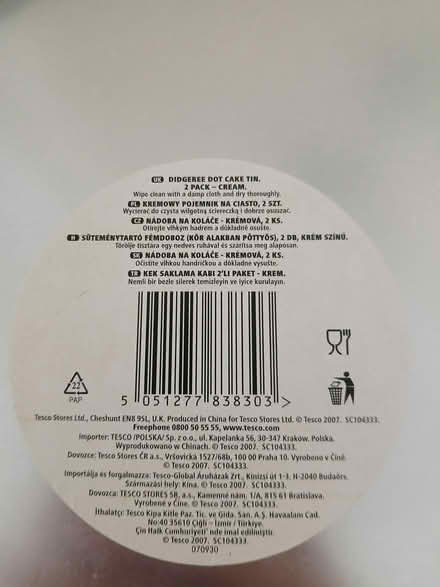 UK DIDGEREE DOT CAKE TIN.
2 PACK – CREAM.
Wipe clean with a damp cloth and dry thoroughly.
PL KREMOWY POJEMNIK NA CIASTO, 2 SZT.
Wycierać do czysta wilgotną ściereczką i dobrze osuszać.
CZ NÁDOBA NA KOLÁČE - KRÉMOVÁ, 2 KS.
Otírejte vlhkým hadrem a důkladně osušte.
H SÜTEMÉNYTARTÓ FÉMDOBOZ (KÖR ALAKBAN PÖTTYÖS), 2 DB, KRÉM SZÍNŰ.
Törölje tisztára egy nedves ruhával és szárítsa meg alaposan.
SK NÁDOBA NA KOLÁČE - KRÉMOVÁ, 2 KS.
Očistite vlhkou handričkou a dôkladne vysušte.
TR KEK SAKLAMA KABI 2'Lİ PAKET - KREM.
Nemli bir bezle silerek temizleyin ve iyice kurulayın.
22
PAP
5 051277 838303 >
Tesco Stores Ltd., Cheshunt EN8 9SL, U.K. Produced in China for Tesco Stores Ltd. © Tesco 2007. SC104333.
Freephone 0800 50 55 55, www.tesco.com
Importer: TESCO /POLSKA/ Sp. z o.o., ul. Kapelanka 56, 30-347 Kraków. Polska.
Wyprodukowano w Chinach. © Tesco 2007. SC104333.
Dovozce: Tesco Stores ČR a.s., Vršovická 1527/68b, 100 00 Praha 10. Vyrobeno v Číně.
© Tesco 2007. SC104333.
Importálja és forgalmazza: Tesco-Global Áruházak Zrt., Kinizsi út 1-3. H-2040 Budaörs.
Származási hely: Kína. © Tesco 2007. SC104333.
Dovozca: TESCO STORES SR, a.s., Kamenné nám. 1/A, 815 61 Bratislava.
Vyrobené v Číne. © Tesco 2007. SC104333.
İthalatçı: Tesco Kipa Kitle Paz. Tic. ve Gıda. San. A.Ş. Havaalam Cad.
No:40 35610 Çiğli – İzmir / Türkiye.
Çin Halk Cumhuriyeti' nde imal edilmiştir.
© Tesco 2007. SC104333.
070930